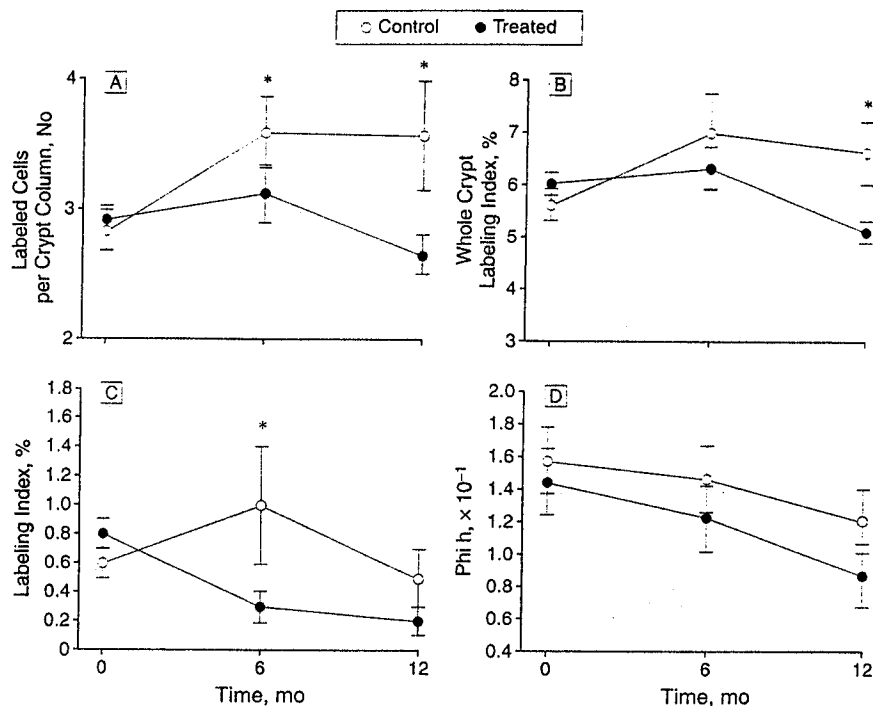 Control Treated
A
Labeled Cells
per Crypt Column, No
4
3
2
*
*
B
Whole Crypt
Labeling Index, %
8
7
6
5
4
3
*
C
Labeling Index, %
1.8
1.6
1.4
1.2
1.0
0.8
0.6
0.4
0.2
0
*
0
6
12
Time, mo
D
Phi h, × 10⁻¹
2.0
1.8
1.6
1.4
1.2
1.0
0.8
0.6
0.4
0
6
12
Time, mo